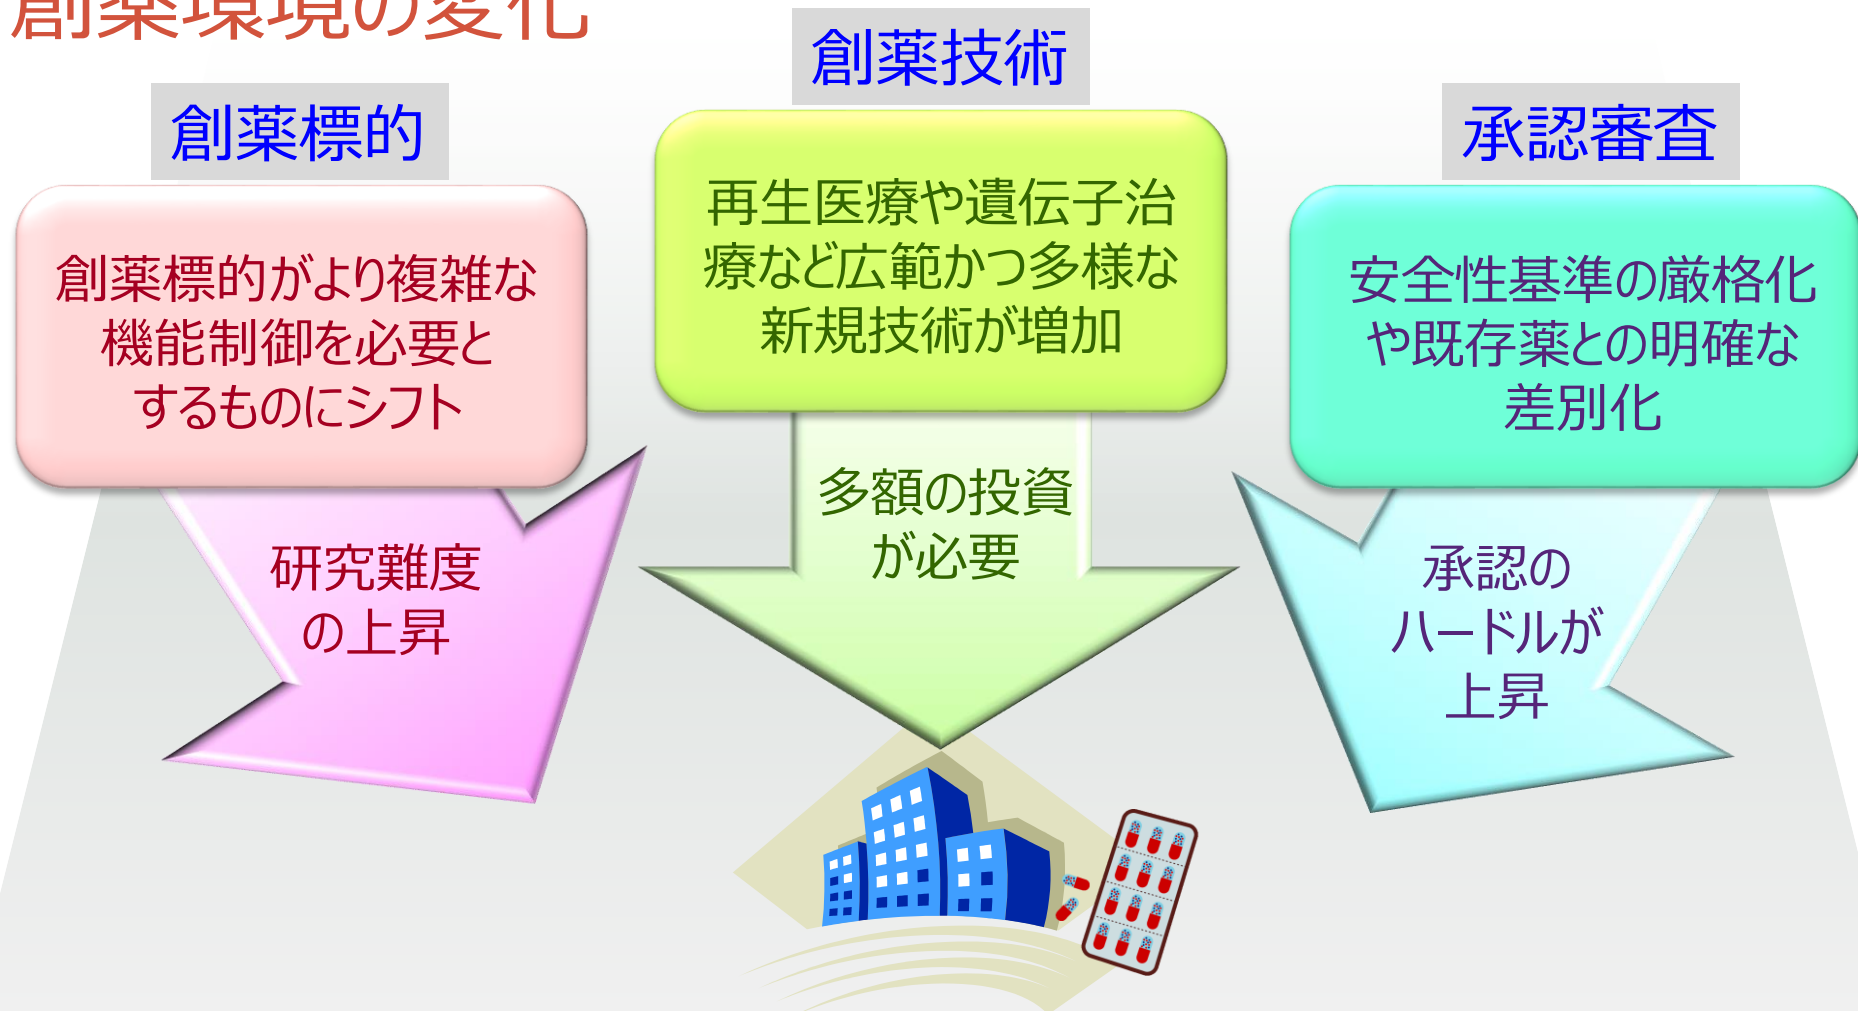 創薬環境の変化
創薬標的
創薬標的がより複雑な
機能制御を必要と
するものにシフト
研究難度
の上昇
創薬技術
再生医療や遺伝子治
療など広範かつ多様な
新規技術が増加
多額の投資
が必要
承認審査
安全性基準の厳格化
や既存薬との明確な
差別化
承認の
ハードルが
上昇